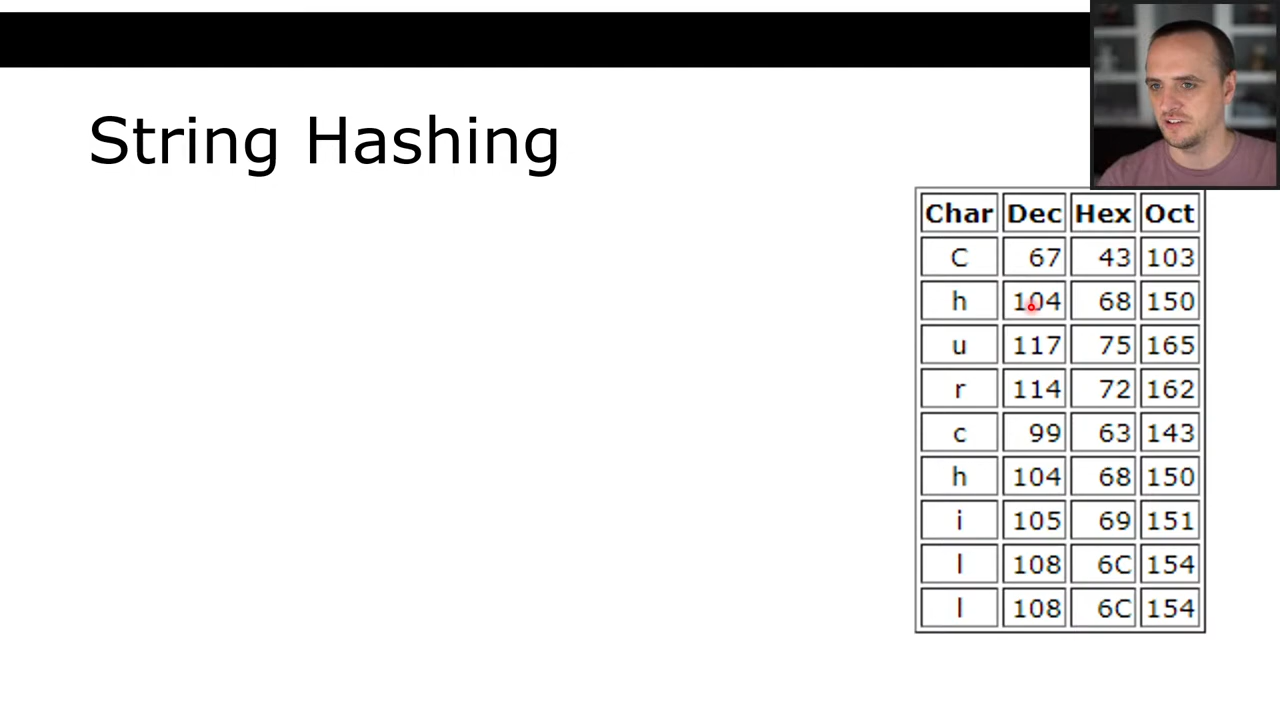 String Hashing
Char Dec Hex Oct
C 67 43 103
h 104 68 150
u 117 75 165
r 114 72 162
c 99 63 143
h 104 68 150
i 105 69 151
l 108 6C 154
l 108 6C 154